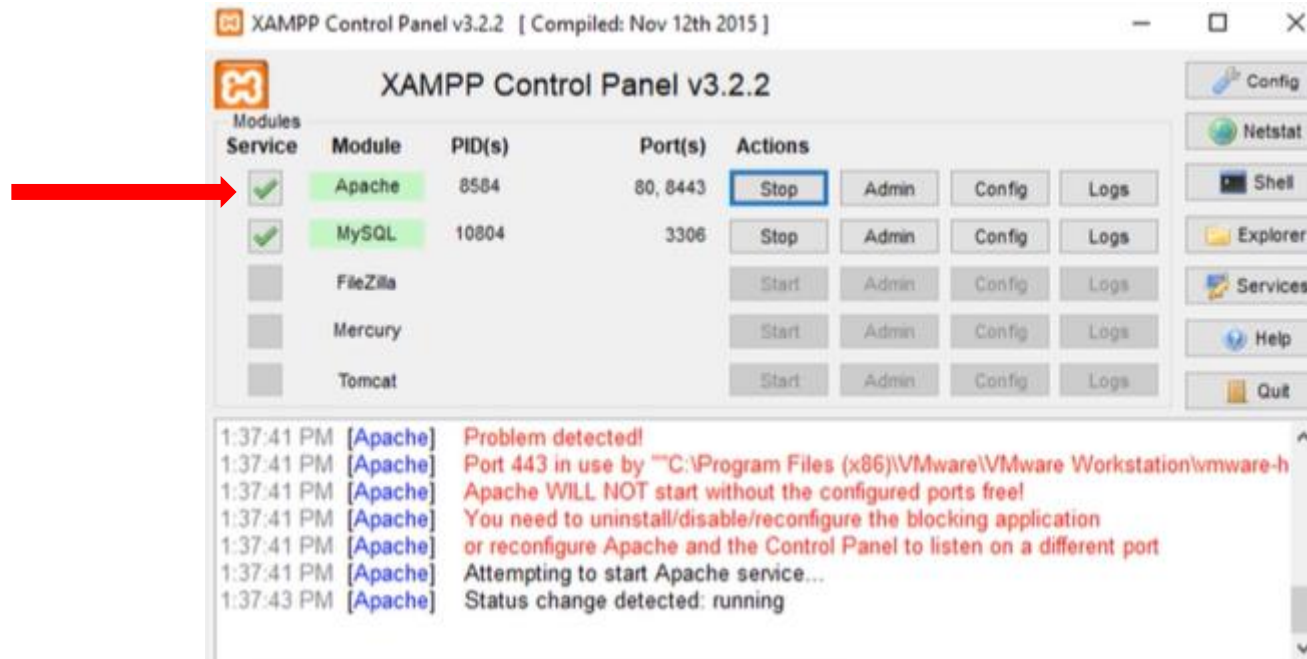 XAMPP Control Panel v3.2.2 [ Compiled: Nov 12th 2015 ]
XAMPP Control Panel v3.2.2
Config
Modules
Service Module PID(s) Port(s) Actions
Netstat
Apache 8584 80, 8443 Stop Admin Config Logs
Shell
MySQL 10804 3306 Stop Admin Config Logs
Explorer
FileZilla Start Admin Config Logs
Services
Mercury Start Admin Config Logs
Help
Tomcat Start Admin Config Logs
Quit
1:37:41 PM [Apache] Problem detected!
1:37:41 PM [Apache] Port 443 in use by ""C:\Program Files (x86)\VMware\VMware Workstation\vmware-h
1:37:41 PM [Apache] Apache WILL NOT start without the configured ports free!
1:37:41 PM [Apache] You need to uninstall/disable/reconfigure the blocking application
1:37:41 PM [Apache] or reconfigure Apache and the Control Panel to listen on a different port
1:37:41 PM [Apache] Attempting to start Apache service...
1:37:43 PM [Apache] Status change detected: running